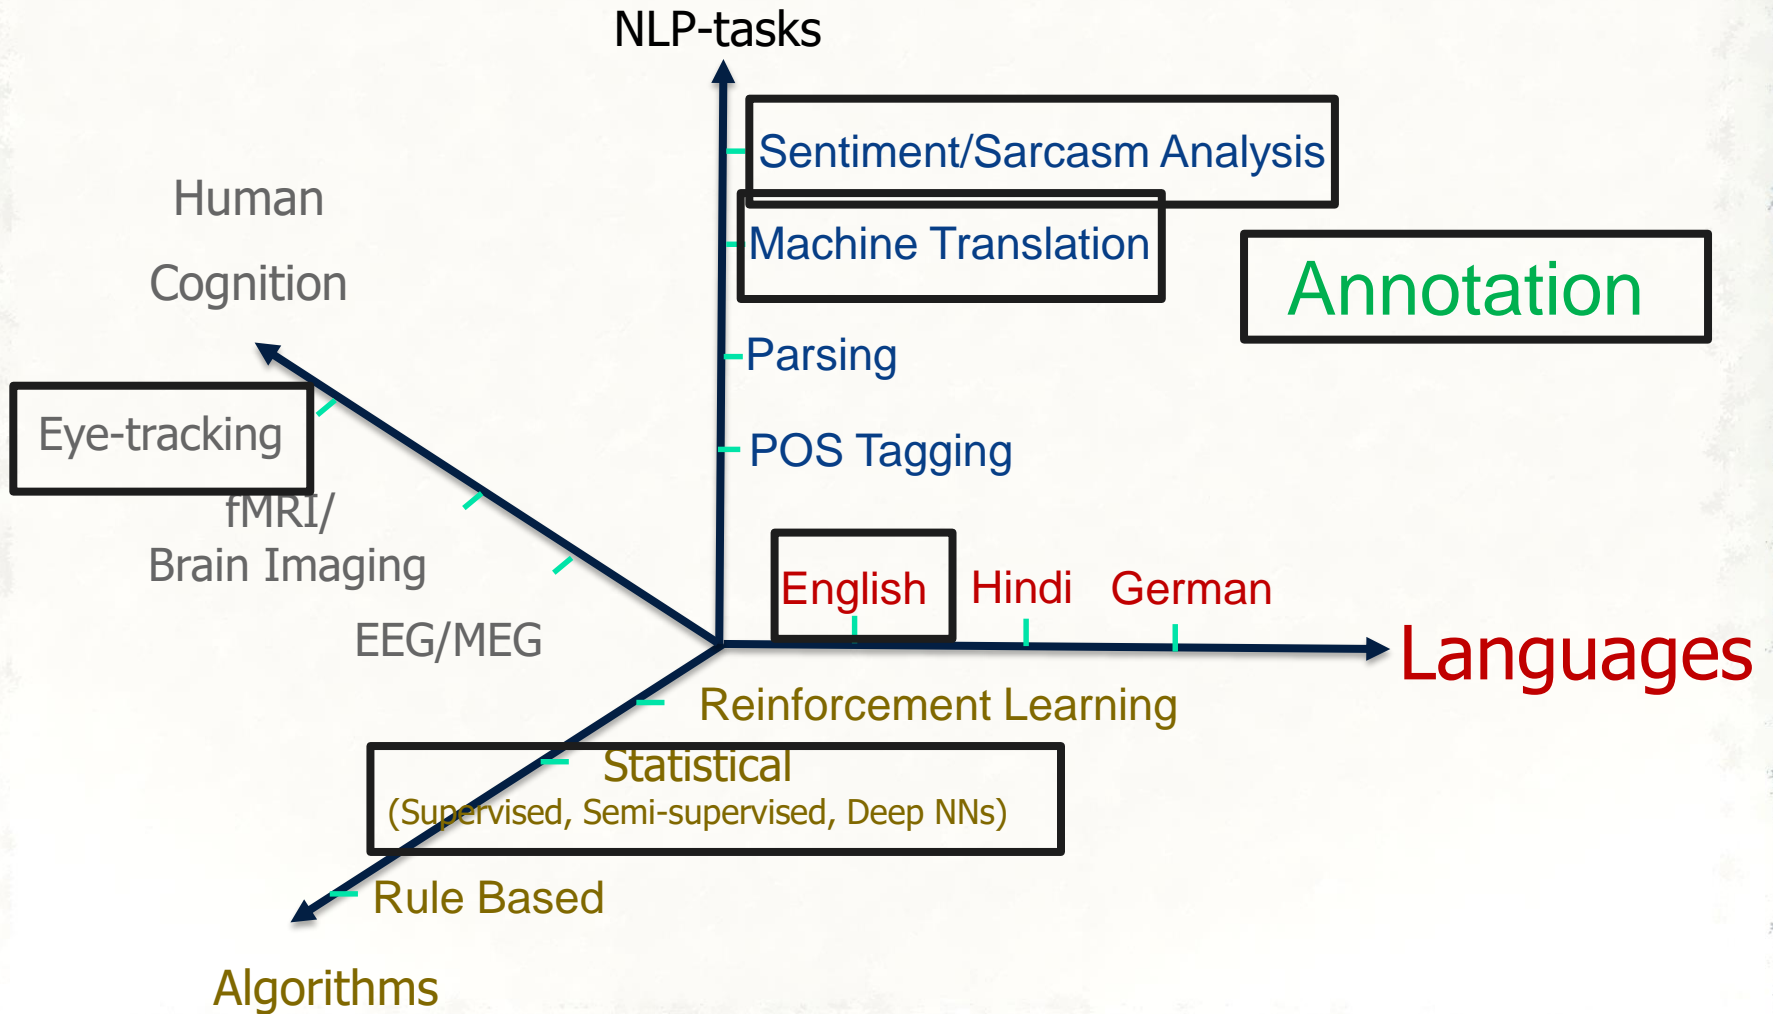 NLP-tasks
Sentiment/Sarcasm Analysis
Human
Cognition
Machine Translation
Annotation
Parsing
Eye-tracking
POS Tagging
fMRI/
Brain Imaging
English Hindi German
EEG/MEG
Languages
Reinforcement Learning
Statistical
(Supervised, Semi-supervised, Deep NNs)
Rule Based
Algorithms